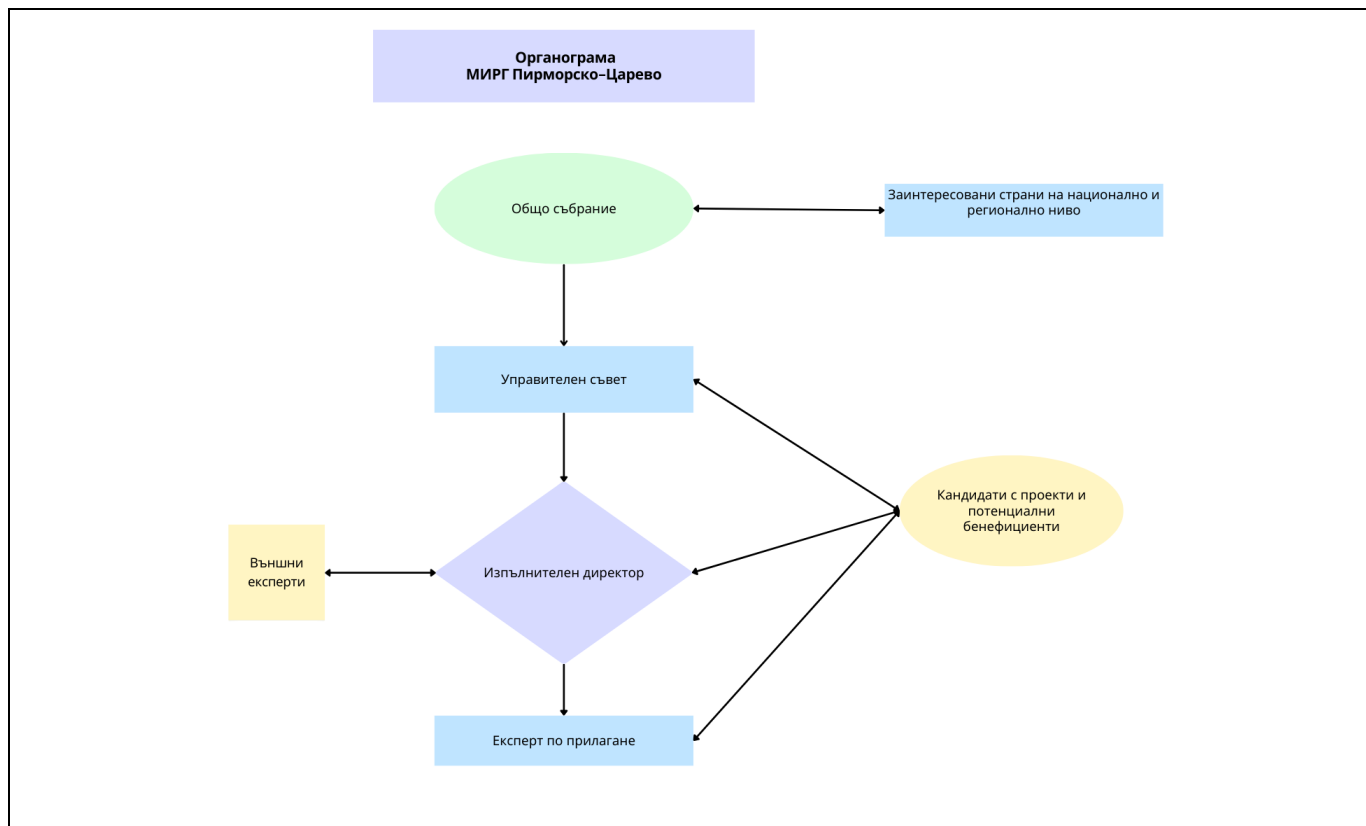 Органограма
МИРГ Пирморско–Царево
Общо събрание
Заинтересовани страни на национално и
регионално ниво
Управителен съвет
Кандидати с проекти и
потенциални
бенефициенти
Външни
експерти
Изпълнителен директор
Експерт по прилагане